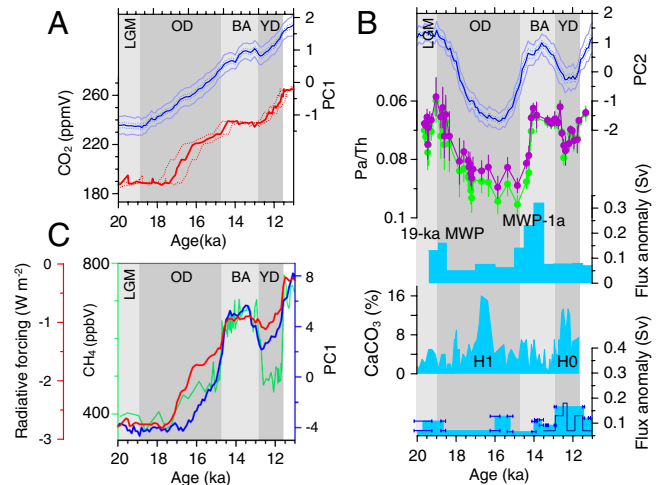 A
LGM
OD
BA
YD
2
1
0
-1
PC1
260
220
190
CO2 (ppmV)
20
18
16
14
12
Age(ka)
C
LGM
OD
BA
YD
0
-1
-2
-3
Radiative forcing (W m-2)
800
400
CH4 (ppbV)
8
4
0
-4
PC1
20
18
16
14
12
Age (ka)
B
LGM
OD
BA
YD
2
1
0
-1
-2
PC2
0.06
0.08
0.1
Pa/Th
19-ka MWP
MWP-1a
0.3
0.2
0.1
0
Flux anomaly (Sv)
16
12
8
4
0
CaCO3 (%)
H1
H0
0.4
0.3
0.2
0.1
Flux anomaly (Sv)
20
18
16
14
12
Age (ka)